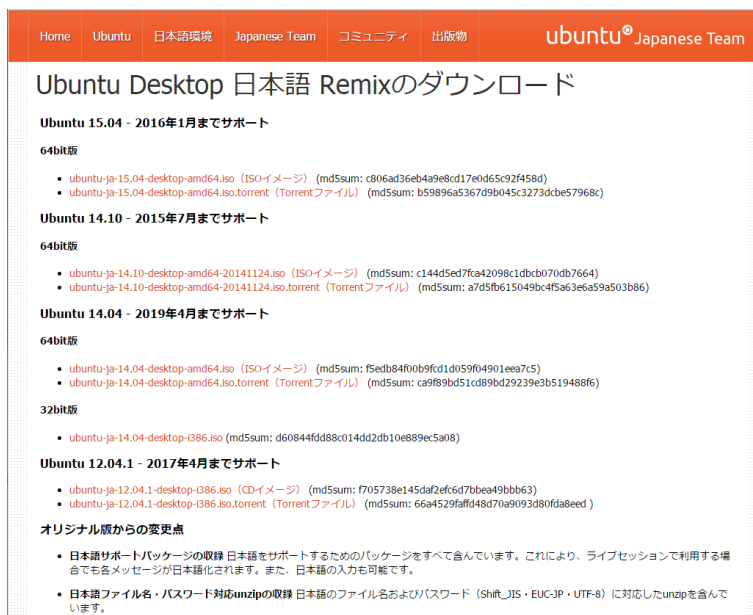 Home Ubuntu 日本語環境 Japanese Team コミュニティ 出版物 ubuntu® Japanese Team
Ubuntu Desktop 日本語 Remixのダウンロード
Ubuntu 15.04 - 2016年1月までサポート
64bit版
ubuntu-ja-15.04-desktop-amd64.iso（ISOイメージ） (md5sum: c806ad36eb4a9e8cd17e0d65c92f458d)
ubuntu-ja-15.04-desktop-amd64.iso.torrent（Torrentファイル） (md5sum: b59896a5367d9b045c3273dcbe57968c)
Ubuntu 14.10 - 2015年7月までサポート
64bit版
ubuntu-ja-14.10-desktop-amd64-20141124.iso（ISOイメージ） (md5sum: c144d5ed7fca42098c1dbcb070db7664)
ubuntu-ja-14.10-desktop-amd64-20141124.iso.torrent（Torrentファイル） (md5sum: a7d5fb615049bc4f5a63e6a59a503b86)
Ubuntu 14.04 - 2019年4月までサポート
64bit版
ubuntu-ja-14.04-desktop-amd64.iso（ISOイメージ） (md5sum: f5edb84f00b9fcd1d059f04901eea7c5)
ubuntu-ja-14.04-desktop-amd64.iso.torrent（Torrentファイル） (md5sum: ca9f89bd51cd89bd29239e3b519488f6)
32bit版
ubuntu-ja-14.04-desktop-i386.iso (md5sum: d60844fdd88c014dd2db10e889ec5a08)
Ubuntu 12.04.1 - 2017年4月までサポート
ubuntu-ja-12.04.1-desktop-i386.iso（CDイメージ） (md5sum: f705738e145daf2efc6d7bbea49bbb63)
ubuntu-ja-12.04.1-desktop-i386.iso.torrent（Torrentファイル） (md5sum: 66a4529faffd48d70a9093d80fda8eed )
オリジナル版からの変更点
日本語サポートパッケージの収録 日本語をサポートするためのパッケージをすべて含んでいます。これにより、ライブセッションで利用する場
合でも各メッセージが日本語化されます。また、日本語の入力も可能です。
日本語ファイル名・パスワード対応unzipの収録 日本語のファイル名およびパスワード（Shift_JIS・EUC-JP・UTF-8）に対応したunzipを含んで
います。